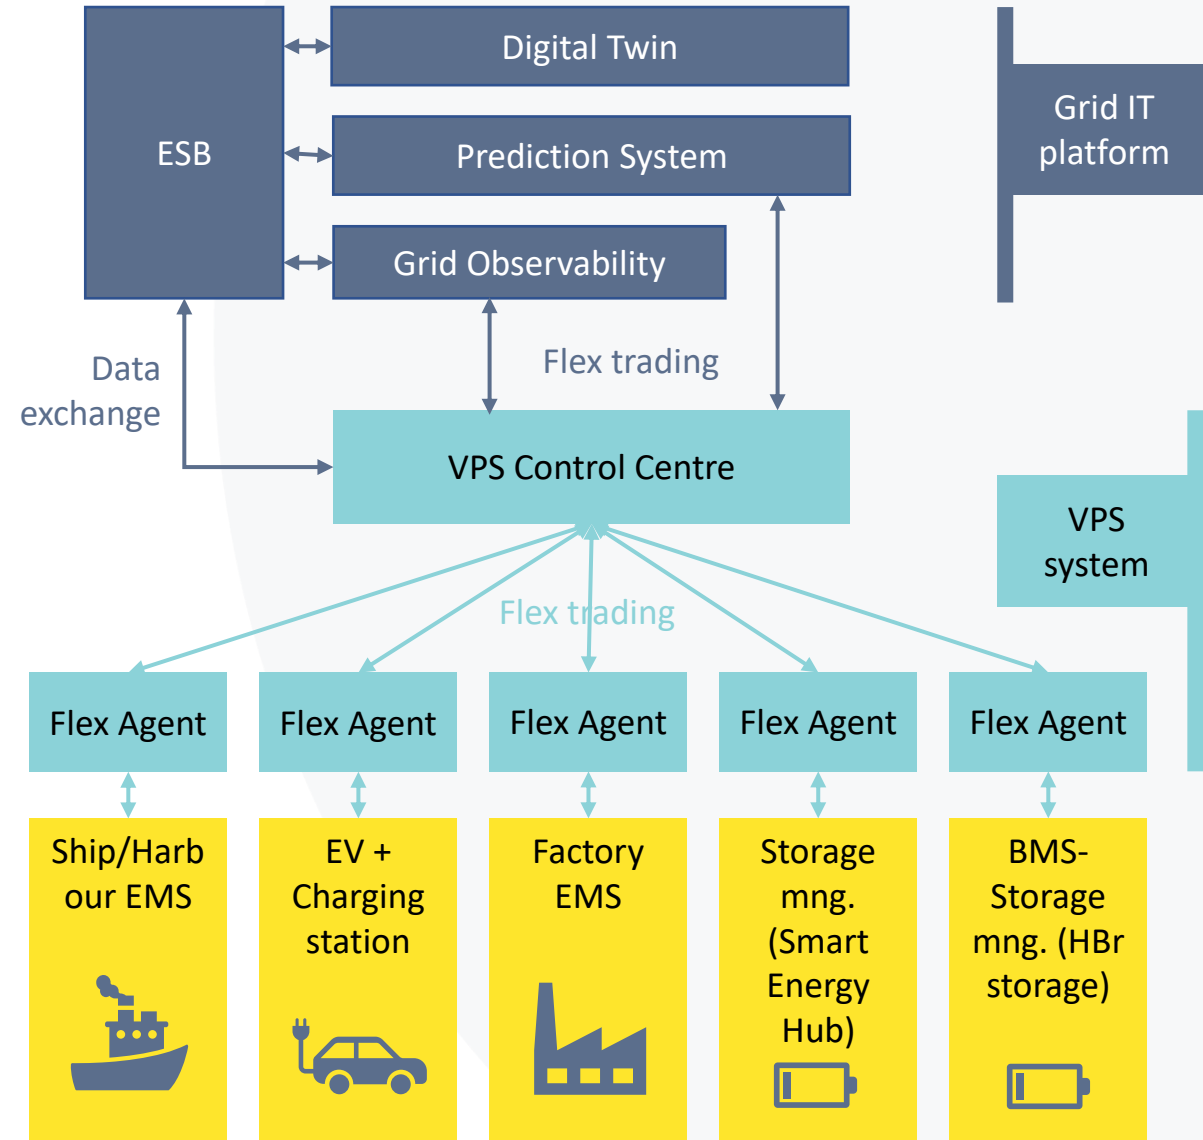 Digital Twin
ESB
Prediction System
Grid Observability
Grid IT
platform
Data
exchange
Flex trading
VPS Control Centre
VPS
system
Flex trading
Flex Agent
Flex Agent
Flex Agent
Flex Agent
Flex Agent
Ship/Harb
our EMS
EV +
Charging
station
Factory
EMS
Storage
mng.
(Smart
Energy
Hub)
BMS-
Storage
mng. (HBr
storage)